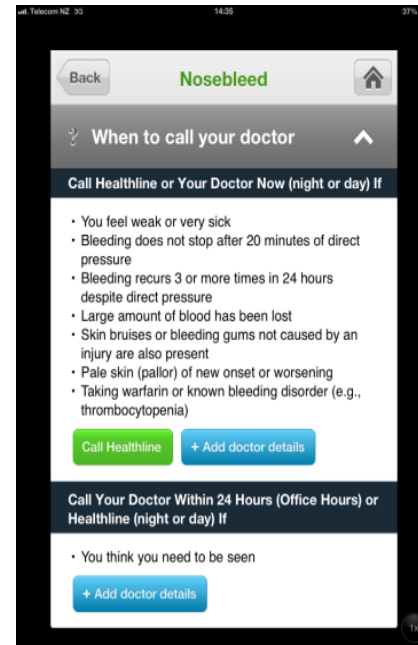 Telecom NZ 3G 14:35 37%
Back Nosebleed
? When to call your doctor
Call Healthline or Your Doctor Now (night or day) If
• You feel weak or very sick
• Bleeding does not stop after 20 minutes of direct
pressure
• Bleeding recurs 3 or more times in 24 hours
despite direct pressure
• Large amount of blood has been lost
• Skin bruises or bleeding gums not caused by an
injury are also present
• Pale skin (pallor) of new onset or worsening
• Taking warfarin or known bleeding disorder (e.g.,
thrombocytopenia)
Call Healthline + Add doctor details
Call Your Doctor Within 24 Hours (Office Hours) or
Healthline (night or day) If
• You think you need to be seen
+ Add doctor details
1x